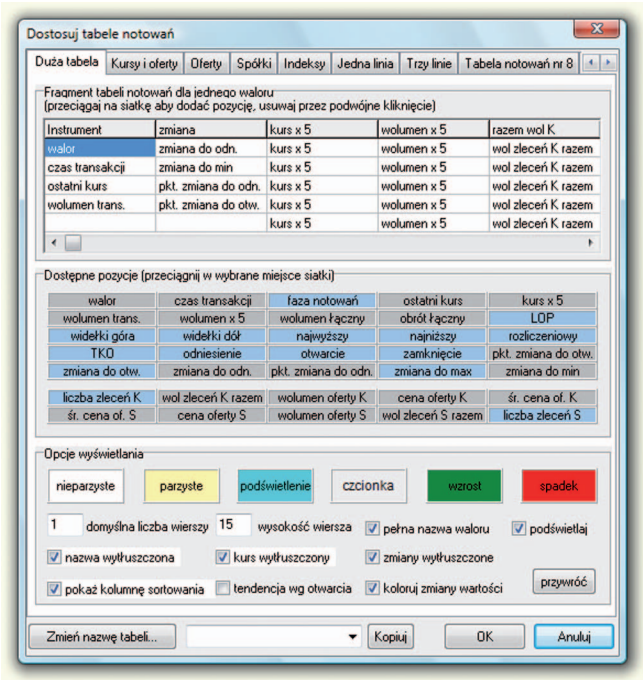 Dostosuj tabele notowań
Duża tabela Kursy i oferty Oferty Spółki Indeksy Jedna linia Trzy linie Tabela notowań nr 8
Fragment tabeli notowań dla jednego waloru
(przeciągaj na siatkę aby dodać pozycję, usuwaj przez podwójne kliknięcie)
Instrument zmiana kurs x 5 wolumen x 5 razem wol K
walor zmiana do odn. kurs x 5 wolumen x 5 wol zleceń K razem
czas transakcji zmiana do min kurs x 5 wolumen x 5 wol zleceń K razem
ostatni kurs pkt. zmiana do odn. kurs x 5 wolumen x 5 wol zleceń K razem
wolumen trans. pkt. zmiana do otw. kurs x 5 wolumen x 5 wol zleceń K razem
kurs x 5 wolumen x 5 wol zleceń K razem
Dostępne pozycje (przeciągnij w wybrane miejsce siatki)
walor czas transakcji faza notowań ostatni kurs kurs x 5
wolumen trans. wolumen x 5 wolumen łączny obrót łączny LOP
widełki góra widełki dół najwyższy najniższy rozliczeniowy
TKO odniesienie otwarcie zamknięcie pkt. zmiana do otw.
zmiana do otw. zmiana do odn. pkt. zmiana do odn. zmiana do max zmiana do min
liczba zleceń K wol zleceń K razem wolumen oferty K cena oferty K śr. cena of. K
śr. cena of. S cena oferty S wolumen oferty S wol zleceń S razem liczba zleceń S
Opcje wyświetlania
nieparzyste parzyste podświetlenie czcionka wzrost spadek
1 domyślna liczba wierszy 15 wysokość wiersza pełna nazwa waloru podświetlaj
nazwa wytłuszczona kurs wytłuszczony zmiany wytłuszczone
pokaż kolumnę sortowania tendencja wg otwarcia koloruj zmiany wartości przywróć
Zmień nazwę tabeli... Kopiuj OK Anuluj